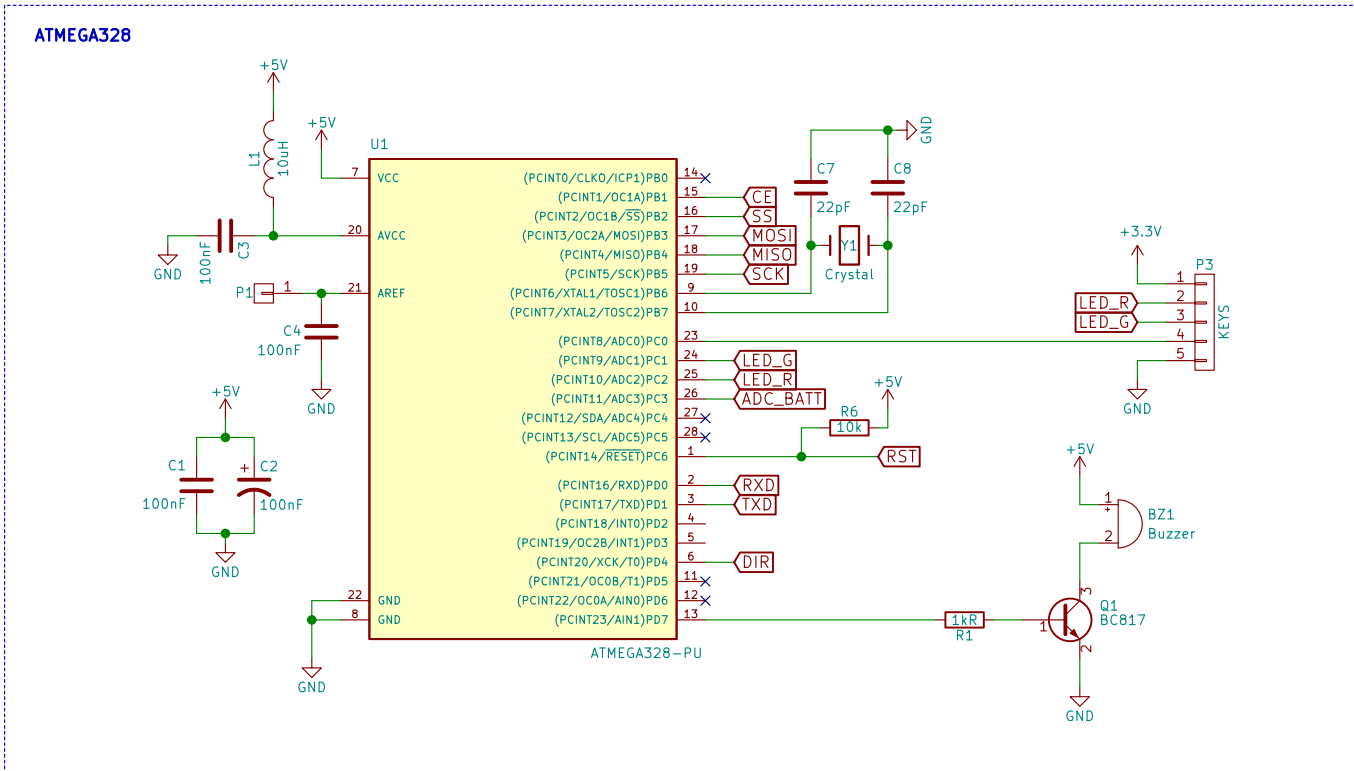 ATMEGA328
+5V
L1
10uH
+5V
U1
7
VCC
20
AVCC
GND
100nF
C3
P1
1
21
AREF
C4
100nF
GND
+5V
C1
100nF
+
C2
100nF
GND
22
GND
8
GND
GND
(PCINT0/CLKO/ICP1)PB0
14
(PCINT1/OC1A)PB1
15
CE
(PCINT2/OC1B/SS)PB2
16
SS
(PCINT3/OC2A/MOSI)PB3
17
MOSI
(PCINT4/MISO)PB4
18
MISO
(PCINT5/SCK)PB5
19
SCK
(PCINT6/XTAL1/TOSC1)PB6
9
(PCINT7/XTAL2/TOSC2)PB7
10
(PCINT8/ADC0)PC0
23
(PCINT9/ADC1)PC1
24
LED_G
(PCINT10/ADC2)PC2
25
LED_R
(PCINT11/ADC3)PC3
26
ADC_BATT
(PCINT12/SDA/ADC4)PC4
27
(PCINT13/SCL/ADC5)PC5
28
(PCINT14/RESET)PC6
1
RST
(PCINT16/RXD)PD0
2
RXD
(PCINT17/TXD)PD1
3
TXD
(PCINT18/INT0)PD2
4
(PCINT19/OC2B/INT1)PD3
5
(PCINT20/XCK/T0)PD4
6
DIR
(PCINT21/OC0B/T1)PD5
11
(PCINT22/OC0A/AIN0)PD6
12
(PCINT23/AIN1)PD7
13
ATMEGA328-PU
GND
C7
22pF
C8
22pF
Y1
Crystal
+5V
R6
10k
+3.3V
P3
1
LED_R
2
LED_G
3
4
5
KEYS
GND
+5V
1
+
2
BZ1
Buzzer
3
Q1
BC817
1
2
1kR
R1
GND